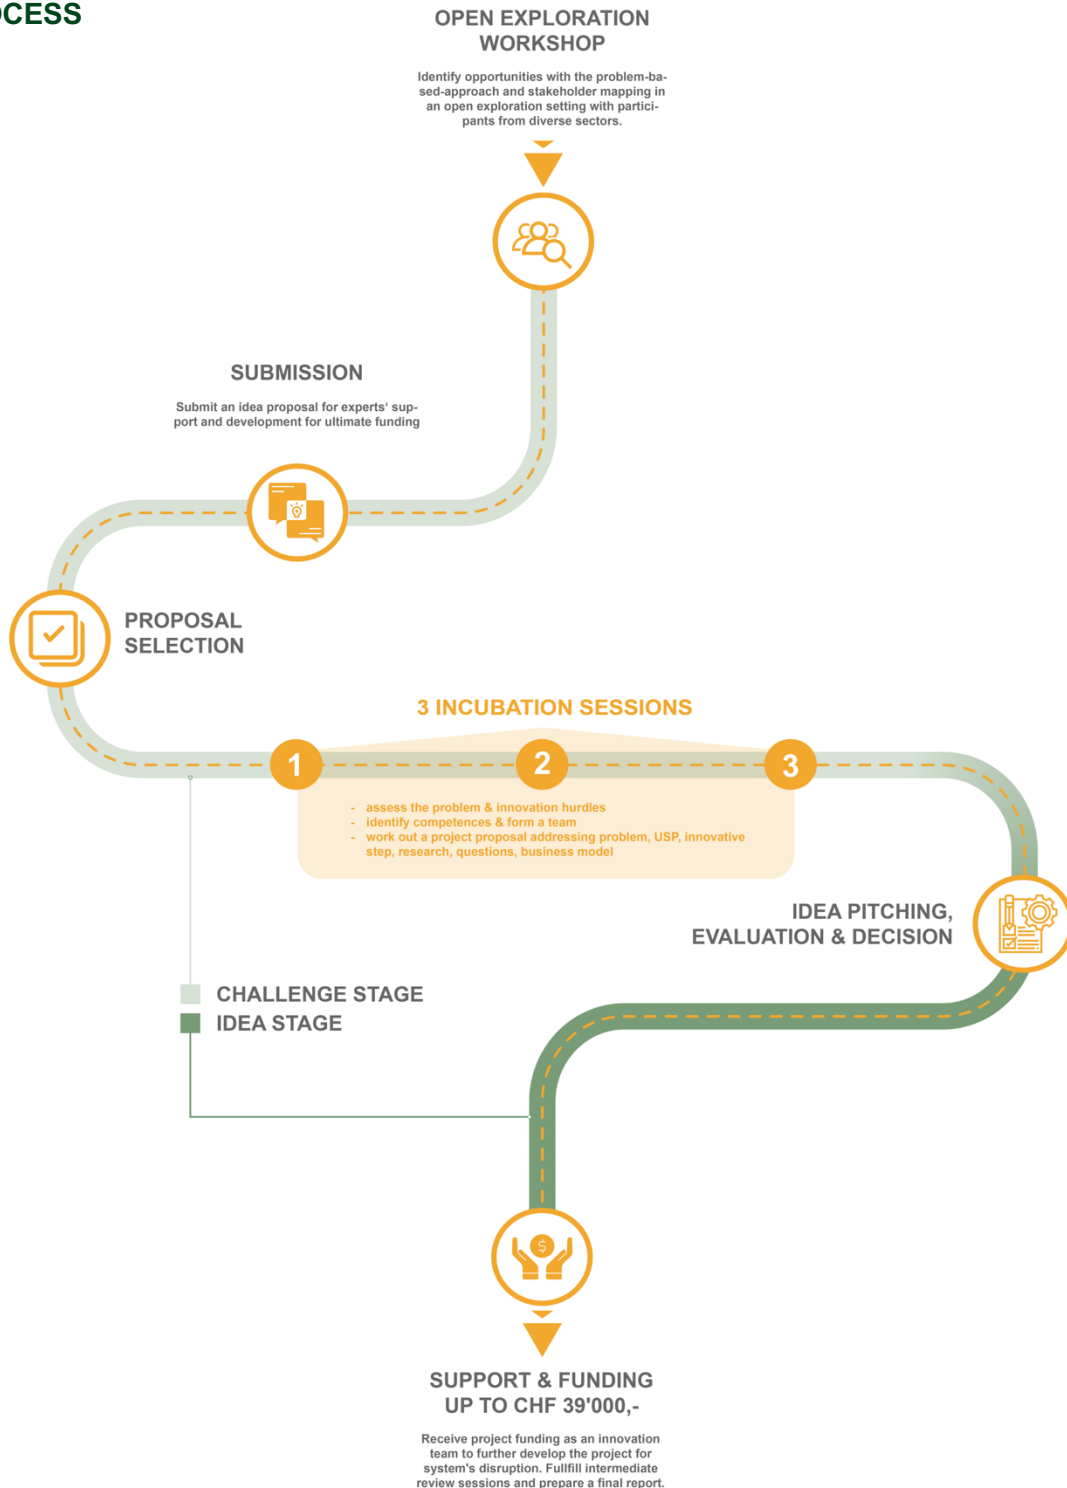 OCESS
OPEN EXPLORATION
WORKSHOP
Identify opportunities with the problem-ba-
sed-approach and stakeholder mapping in
an open exploration setting with partici-
pants from diverse sectors.
SUBMISSION
Submit an idea proposal for experts' sup-
port and development for ultimate funding
PROPOSAL
SELECTION
3 INCUBATION SESSIONS
1
2
3
- assess the problem & innovation hurdles
- identify competences & form a team
- work out a project proposal addressing problem, USP, innovative
step, research, questions, business model
IDEA PITCHING,
EVALUATION & DECISION
CHALLENGE STAGE
IDEA STAGE
$
SUPPORT & FUNDING
UP TO CHF 39'000,-
Receive project funding as an innovation
team to further develop the project for
system's disruption. Fullfill intermediate
review sessions and prepare a final report.